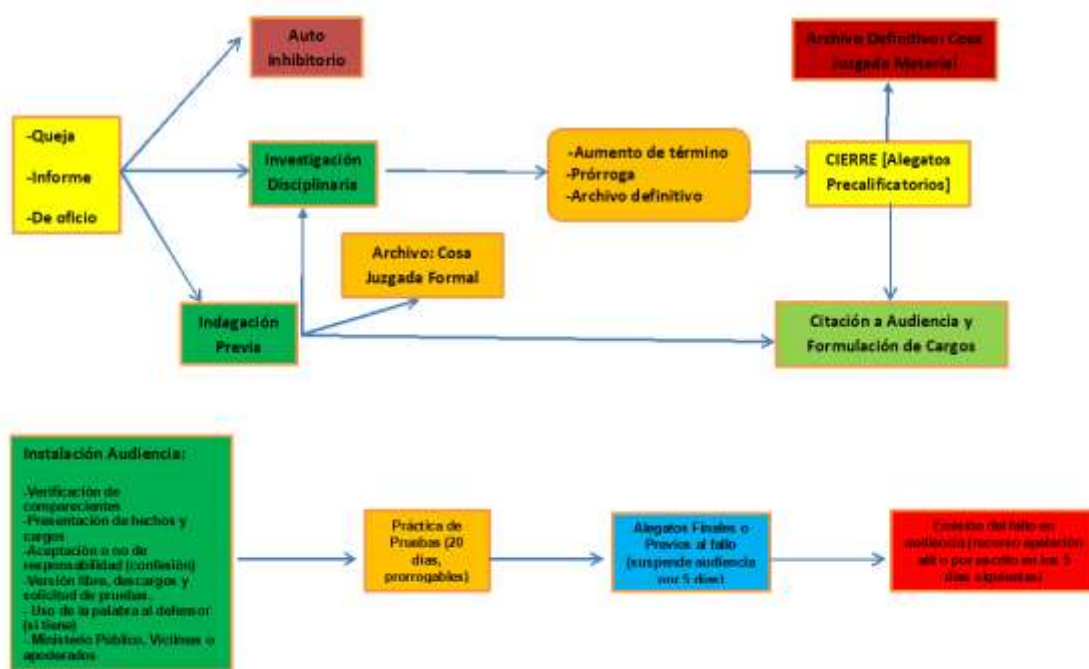 Auto
Inhibitorio
Archivo Definitivo: Cosa
Juzgada Material
-Queja
-Informe
-De oficio
Investigación
Disciplinaria
-Aumento de término
-Prórroga
-Archivo definitivo
CIERRE [Alegatos
Precalificatorios]
Archivo: Cosa
Juzgada Formal
Indagación
Previa
Citación a Audiencia y
Formulación de Cargos
Instalación Audiencia:
-Verificación de
comparecientes
-Presentación de hechos y
cargos
-Aceptación o no de
responsabilidad (confesión)
-Versión libre, descargos y
solicitud de pruebas.
- Uso de la palabra al defensor
(si tiene)
- Ministerio Público, Víctimas o
apoderados
Práctica de
Pruebas (20
días,
prorrogables)
Alegatos Finales o
Previos al fallo
(suspende audiencia
por 5 días)
Emisión del fallo en
audiencia (recurso apelación
allí o por escrito en los 5
días siguientes)